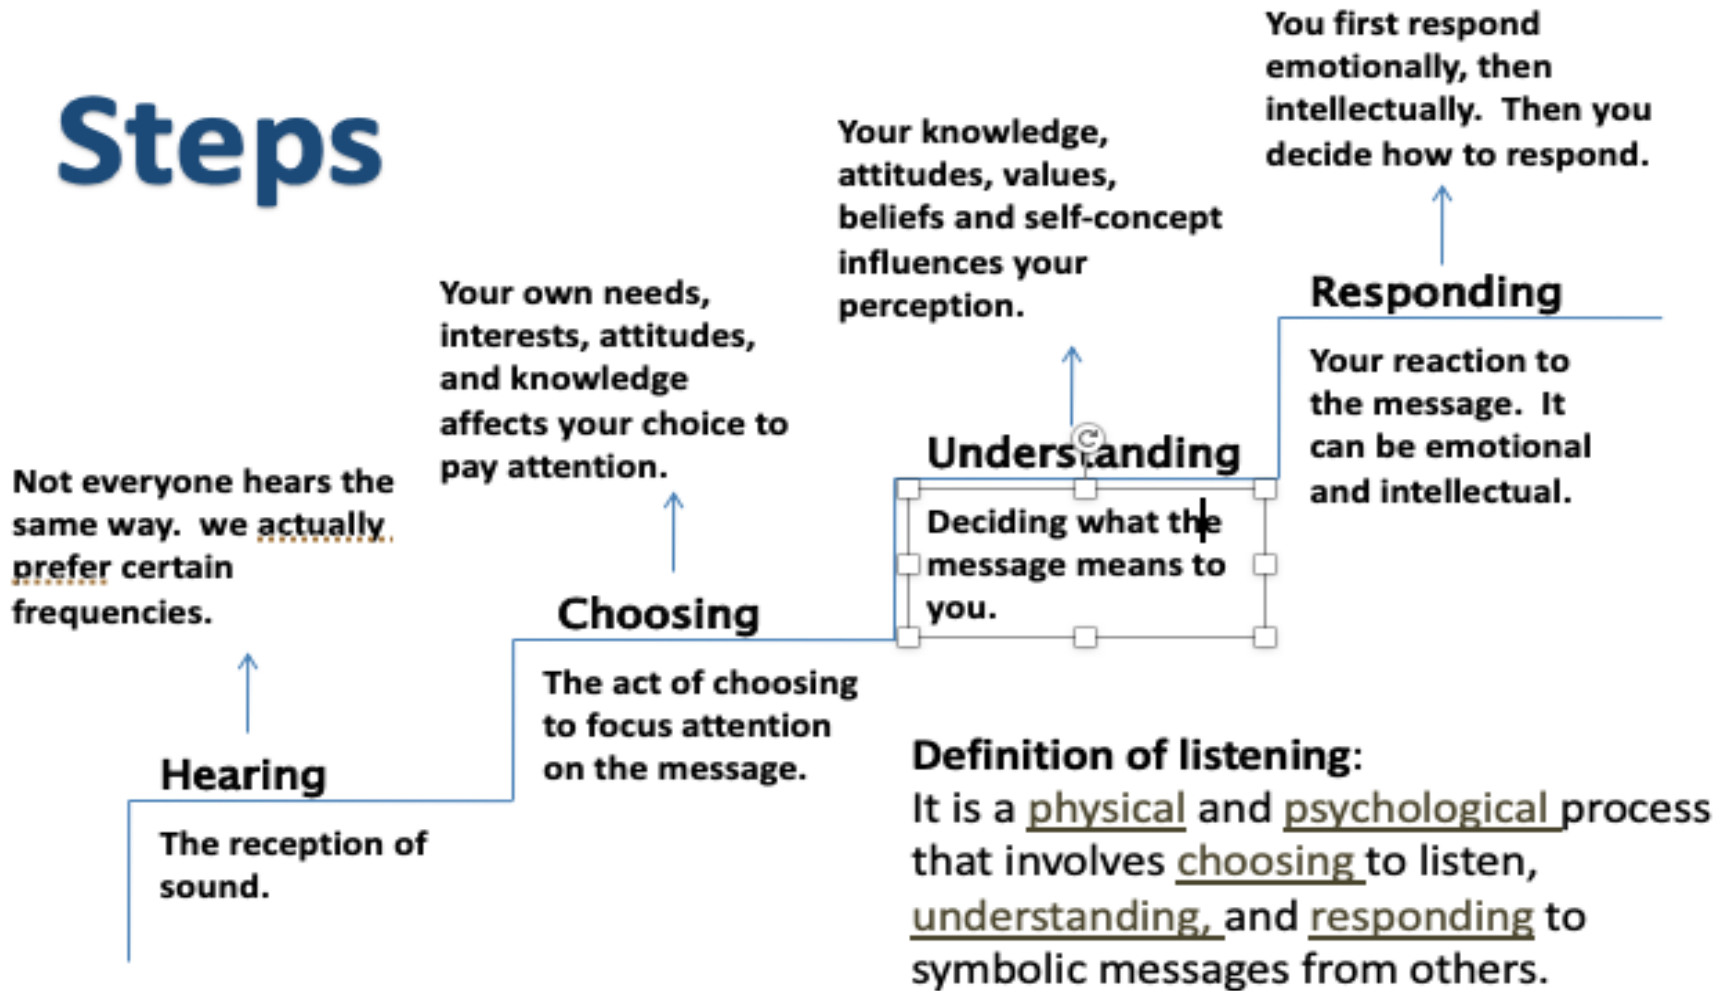 Steps
Not everyone hears the
same way.  we actually
prefer certain
frequencies.
Hearing
The reception of
sound.
Your own needs,
interests, attitudes,
and knowledge
affects your choice to
pay attention.
Choosing
The act of choosing
to focus attention
on the message.
Your knowledge,
attitudes, values,
beliefs and self-concept
influences your
perception.
Understanding
Deciding what the
message means to
you.
You first respond
emotionally, then
intellectually.  Then you
decide how to respond.
Responding
Your reaction to
the message.  It
can be emotional
and intellectual.
Definition of listening:
It is a physical and psychological process
that involves choosing to listen,
understanding, and responding to
symbolic messages from others.